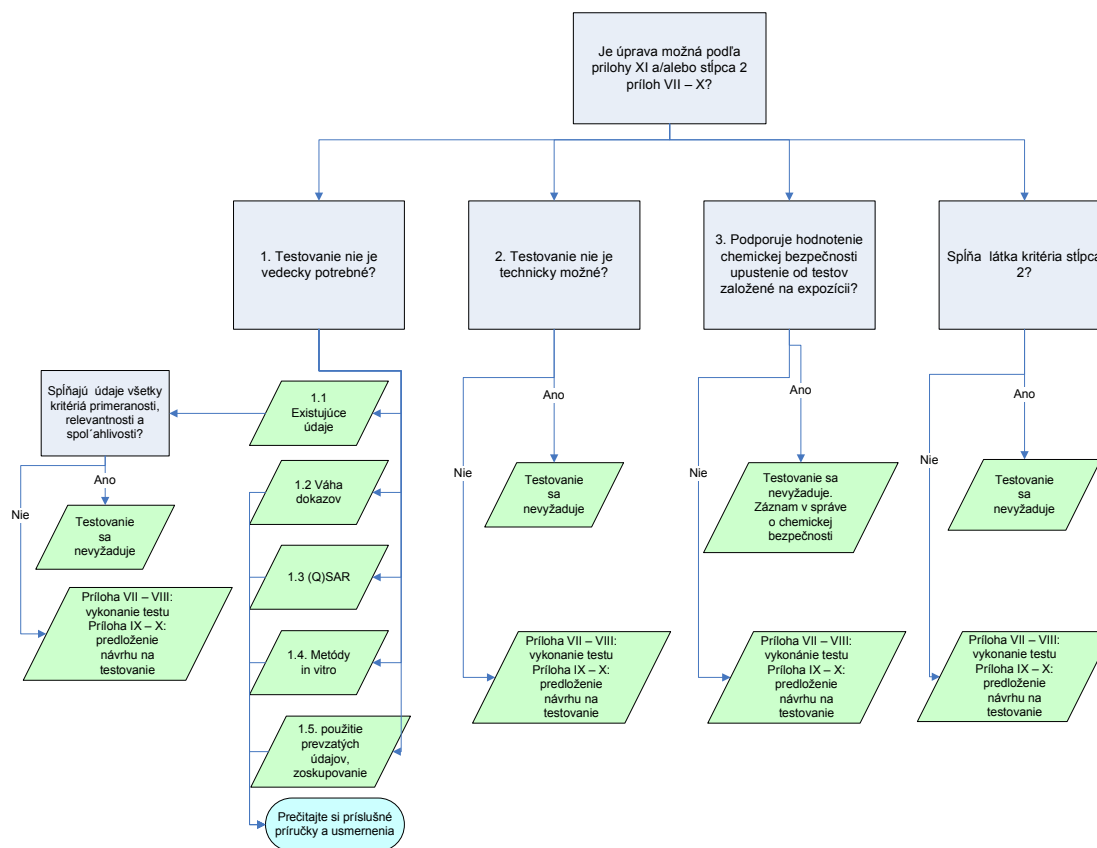 Je úprava možná podľa
prilohy XI a/alebo stĺpca 2
príloh VII – X?
1. Testovanie nie je
vedecky potrebné?
2. Testovanie nie je
technicky možné?
3. Podporuje hodnotenie
chemickej bezpečnosti
upustenie od testov
založené na expozícii?
Spĺňa látka kritéria stĺpca
2?
Spĺňajú údaje všetky
kritériá primeranosti,
relevantnosti a
spol´ahlivosti?
Nie
Ano
Testovanie
sa
nevyžaduje
Príloha VII – VIII:
vykonanie testu
Príloha IX – X:
predloženie
návrhu na
testovanie
1.1
Existujúce
údaje
1.2 Váha
dokazov
1.3 (Q)SAR
1.4. Metódy
in vitro
1.5. použitie
prevzatých
údajov,
zoskupovanie
Prečitajte si príslušné
príručky a usmernenia
Nie
Ano
Testovanie
sa
nevyžaduje
Príloha VII – VIII:
vykonanie testu
Príloha IX – X:
predloženie
návrhu na
testovanie
Nie
Ano
Testovanie sa
nevyžaduje.
Záznam v správe
o chemickej
bezpečnosti
Príloha VII – VIII:
vykonánie testu
Príloha IX – X:
predloženie
návrhu na
testovanie
Nie
Ano
Testovanie
sa
nevyžaduje
Príloha VII – VIII:
vykonanie testu
Príloha IX – X:
predloženie
návrhu na
testovanie